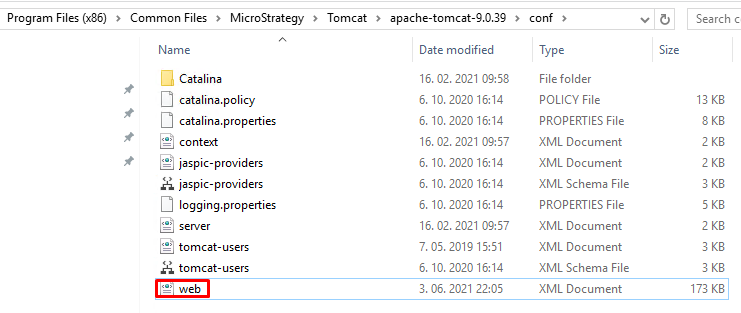 Program Files (x86) > Common Files > MicroStrategy > Tomcat > apache-tomcat-9.0.39 > conf Search c
Name Date modified Type Size
Catalina 16. 02. 2021 09:58 File folder
catalina.policy 6. 10. 2020 16:14 POLICY File 13 KB
catalina.properties 6. 10. 2020 16:14 PROPERTIES File 8 KB
context 16. 02. 2021 09:57 XML Document 2 KB
jaspic-providers 6. 10. 2020 16:14 XML Document 2 KB
jaspic-providers 6. 10. 2020 16:14 XML Schema File 3 KB
logging.properties 6. 10. 2020 16:14 PROPERTIES File 5 KB
server 16. 02. 2021 09:57 XML Document 2 KB
tomcat-users 7. 05. 2019 15:51 XML Document 3 KB
tomcat-users 6. 10. 2020 16:14 XML Schema File 3 KB
web 3. 06. 2021 22:05 XML Document 173 KB